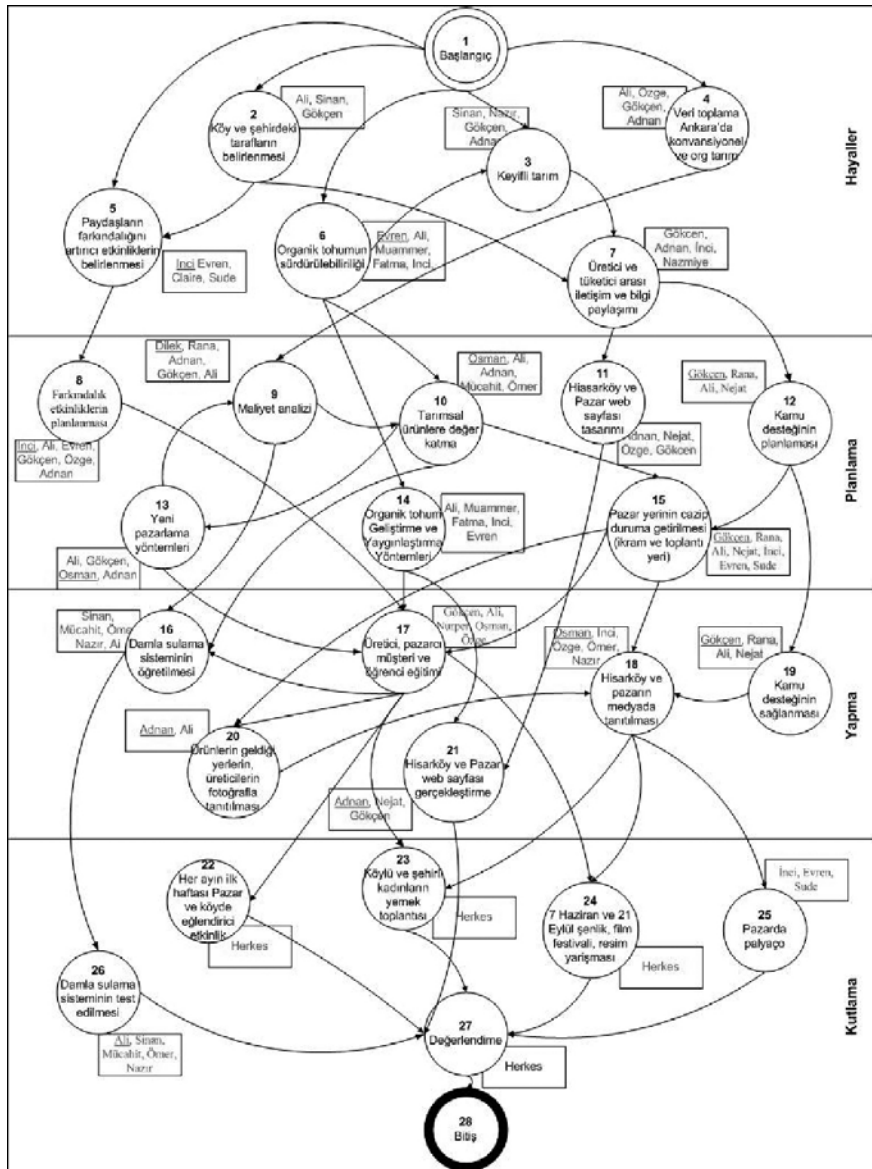 1
Başlangıç
2
Köy ve şehirdeki
tarafların
belirlenmesi
Ali, Sinan,
Gökçen
Sinan, Nazır,
Gökçen,
Adnan
3
Keyifli tarım
Ali, Özge,
Gökçen,
Adnan
4
Veri toplama
Ankara'da
konvansiyonel
ve org tarım
Hayaller
5
Paydaşların
farkındalığını
artırıcı etkinliklerin
belirlenmesi
İnci Evren,
Claire, Sude
6
Organik tohumun
sürdürülebilirliği
Evren, Ali,
Muammer,
Fatma, Inci,
7
Üretici ve
tüketici arası
iletişim ve bilgi
paylaşımı
Gökcen,
Adnan, İnci,
Nazmiye
8
Farkındalık
etkinliklerin
planlanması
İnci, Ali, Evren,
Gökçen, Özge,
Adnan
Dilek, Rana,
Adnan,
Gökçen, Ali
9
Maliyet analizi
10
Tarımsal
ürünlere değer
katma
Osman, Ali,
Adnan,
Mücahit, Ömer
11
Hiasarköy ve
Pazar web
sayfası
tasarımı
Adnan, Nejat,
Özge, Gökcen
Gökçen, Rana,
Ali, Nejat
12
Kamu
desteğinin
planlaması
Planlama
13
Yeni
pazarlama
yöntemleri
Ali, Gökçen,
Osman, Adnan
14
Organik tohum
Geliştirme ve
Yaygınlaştırma
Yöntemleri
Ali, Muammer,
Fatma, Inci,
Evren
15
Pazar yerinin cazip
duruma getirilmesi
(ikram ve toplantı
yeri)
Gökçen, Rana,
Ali, Nejat, İnci,
Evren, Sude
Sinan,
Mücahit, Ömer
Nazır, Ai
16
Damla sulama
sisteminin
öğretilmesi
17
Üretici, pazarcı
müşteri ve
öğrenci eğitimi
Gökçen, Ali,
Nurper, Osman,
Özge
Osman, İnci,
Özge, Ömer,
Nazır
18
Hisarköy ve
pazarın
medyada
tanıtılması
Gökçen, Rana,
Ali, Nejat
19
Kamu
desteğinin
sağlanması
Yapma
Adnan, Ali
20
Ürünlerin geldiği
yerlerin,
üreticilerin
fotoğrafla
tanıtılması
21
Hisarköy ve Pazar
web sayfası
gerçekleştirme
Adnan, Nejat,
Gökçen
22
Her ayın ilk
haftası Pazar
ve köyde
eğlendirici
etkinlik
Herkes
23
Köylü ve şehirli
kadınların
yemek
toplantısı
Herkes
24
7 Haziran ve 21
Eylül şenlik, film
festivali, resim
yarişması
Herkes
İnci, Evren,
Sude
25
Pazarda
palyaço
Kutlama
26
Damla sulama
sisteminin test
edilmesi
Ali, Sinan,
Mücahit, Ömer,
Nazır
27
Değerlendime
Herkes
28
Bitiş